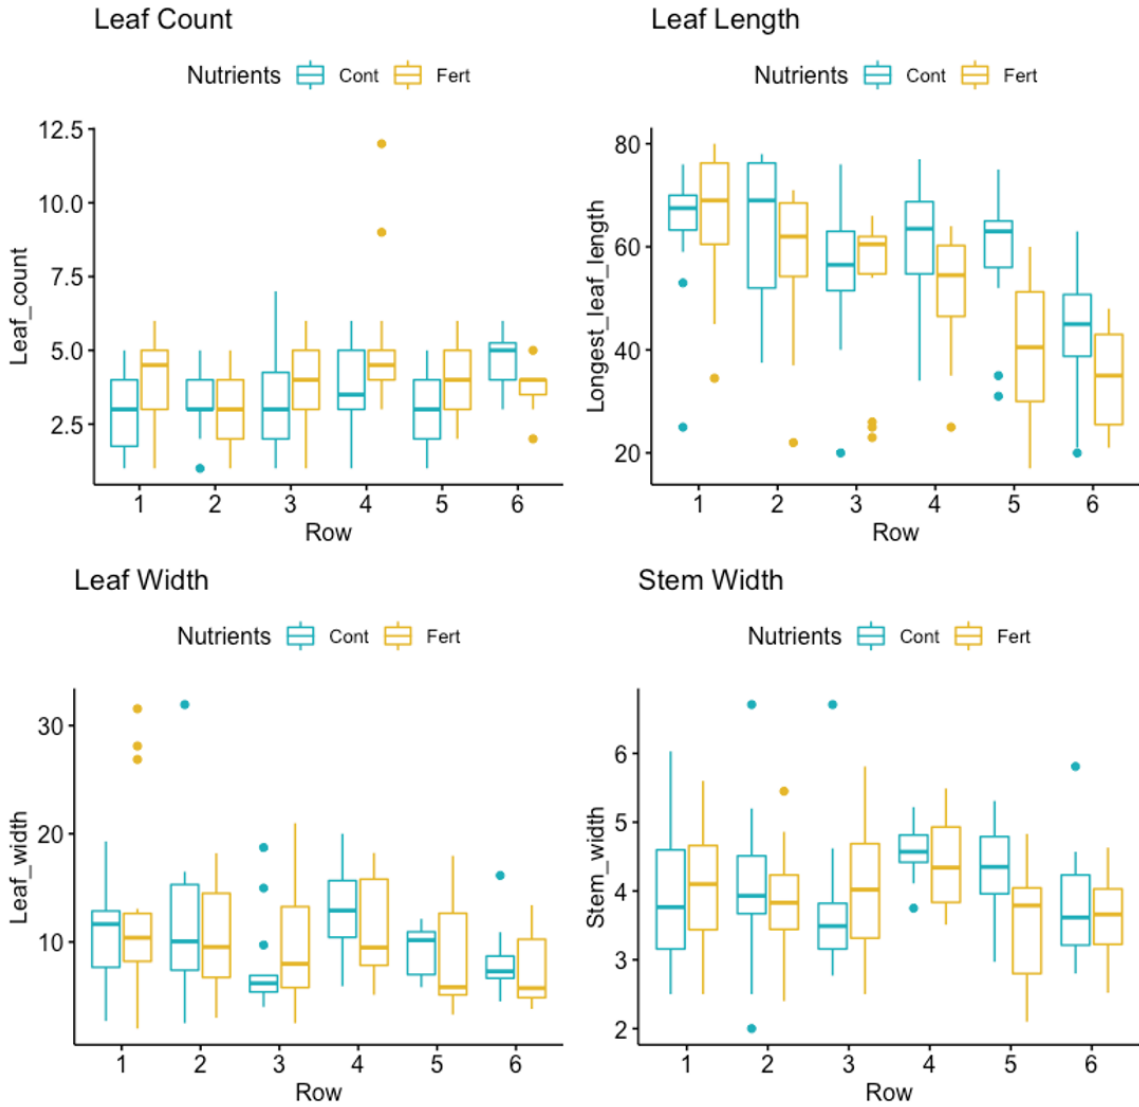 Leaf Count
Nutrients Cont Fert
Leaf_count
12.5
10.0
7.5
5.0
2.5
1 2 3 4 5 6
Row
Leaf Length
Nutrients Cont Fert
Longest_leaf_length
80
60
40
20
1 2 3 4 5 6
Row
Leaf Width
Nutrients Cont Fert
Leaf_width
30
20
10
1 2 3 4 5 6
Row
Stem Width
Nutrients Cont Fert
Stem_width
6
5
4
3
2
1 2 3 4 5 6
Row